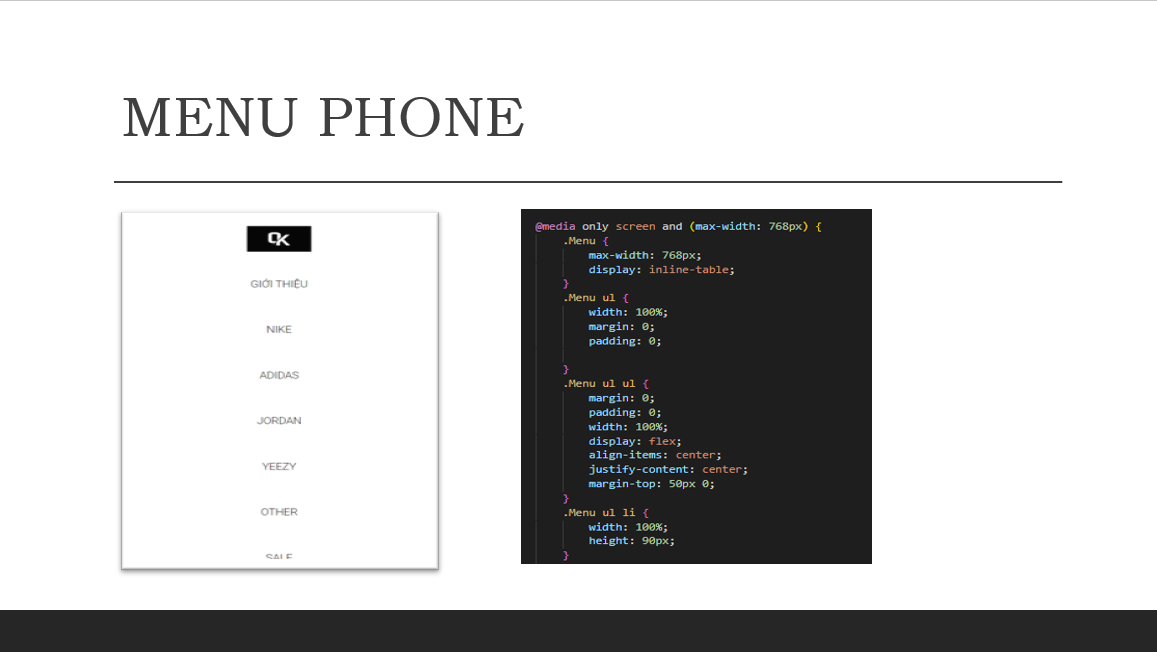 MENU PHONE
GIỚI THIỆU
NIKE
ADIDAS
JORDAN
YEEZY
OTHER
SALE
@media only screen and (max-width: 768px) {
.Menu {
max-width: 768px;
display: inline-table;
}
.Menu ul {
width: 100%;
margin: 0;
padding: 0;
}
.Menu ul ul {
margin: 0;
padding: 0;
width: 100%;
display: flex;
align-items: center;
justify-content: center;
margin-top: 50px 0;
}
.Menu ul li {
width: 100%;
height: 90px;
}